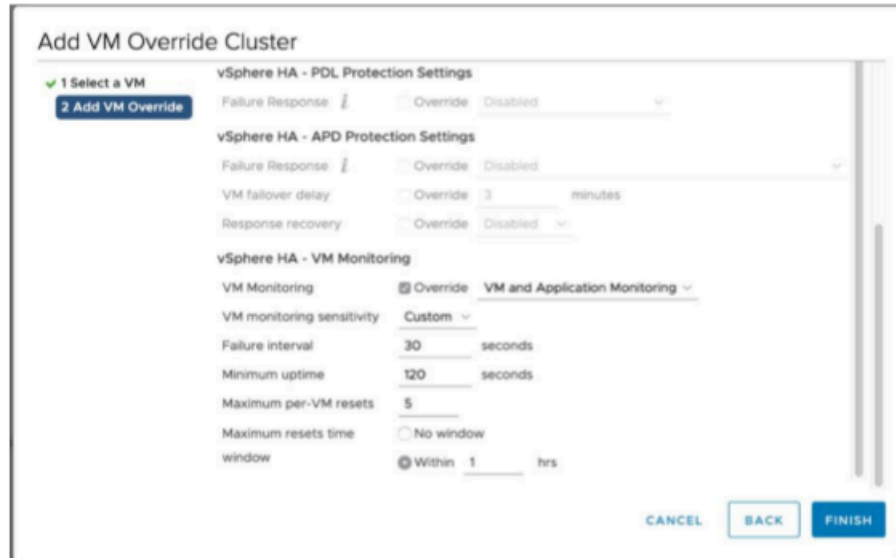 Add VM Override Cluster
1 Select a VM
2 Add VM Override
vSphere HA - PDL Protection Settings
Failure Response i Override Disabled
vSphere HA - APD Protection Settings
Failure Response i Override Disabled
VM failover delay Override 3 minutes
Response recovery Override Disabled
vSphere HA - VM Monitoring
VM Monitoring Override VM and Application Monitoring
VM monitoring sensitivity Custom
Failure interval 30 seconds
Minimum uptime 120 seconds
Maximum per-VM resets 5
Maximum resets time No window
window Within 1 hrs
CANCEL BACK FINISH